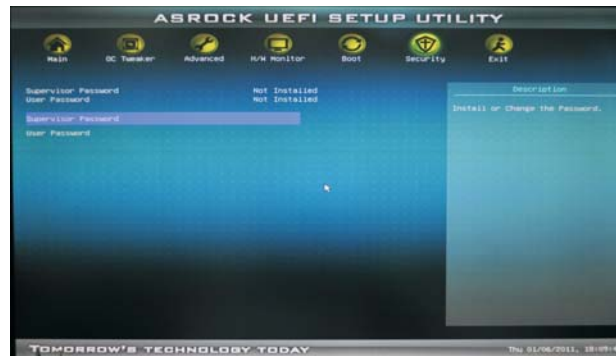 ASROCK UEFI SETUP UTILITY
Main OC Tweaker Advanced H/W Monitor Boot Security Exit
Supervisor Password Not Installed
User Password Not Installed
Supervisor Password
User Password
Description
Install or Change the Password.
TOMORROW'S TECHNOLOGY TODAY
Thu 01/06/2011,